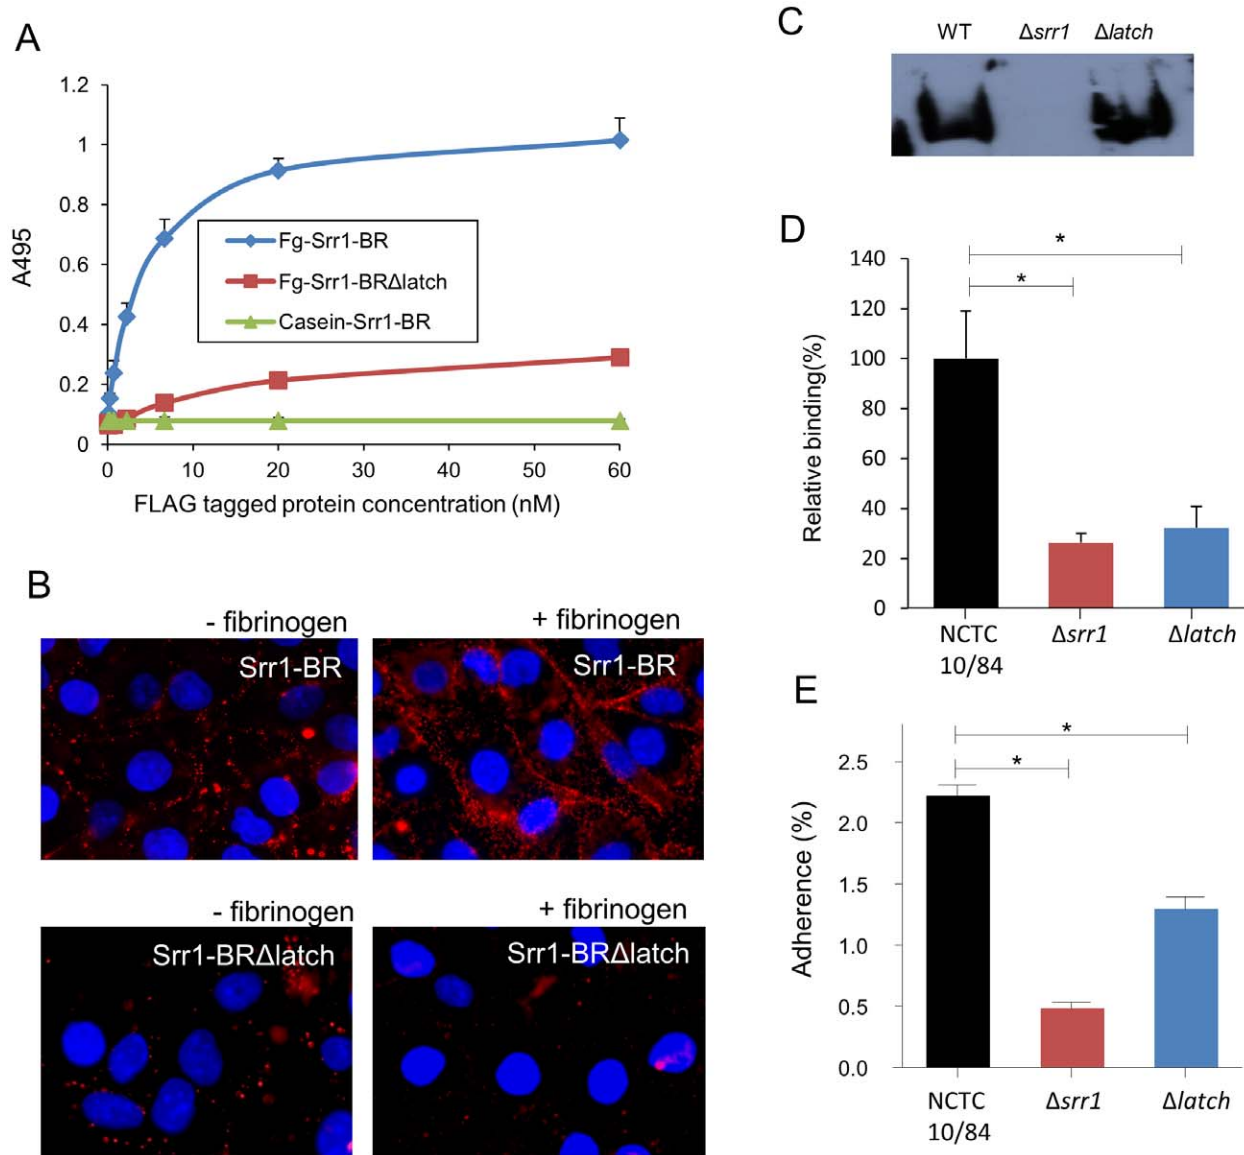 A
1.2
1
0.8
0.6
0.4
0.2
0
A495
Fg-Srr1-BR
Fg-Srr1-BRΔlatch
Casein-Srr1-BR
0 10 20 30 40 50 60
FLAG tagged protein concentration (nM)
B
- fibrinogen
Srr1-BR
+ fibrinogen
Srr1-BR
- fibrinogen
Srr1-BRΔlatch
+ fibrinogen
Srr1-BRΔlatch
C
WT Δsrr1 Δlatch
D
140
120
100
80
60
40
20
0
Relative binding(%)
*
*
NCTC
10/84
Δsrr1
Δlatch
E
2.5
2.0
1.5
1.0
0.5
0.0
Adherence (%)
*
*
NCTC
10/84
Δsrr1
Δlatch